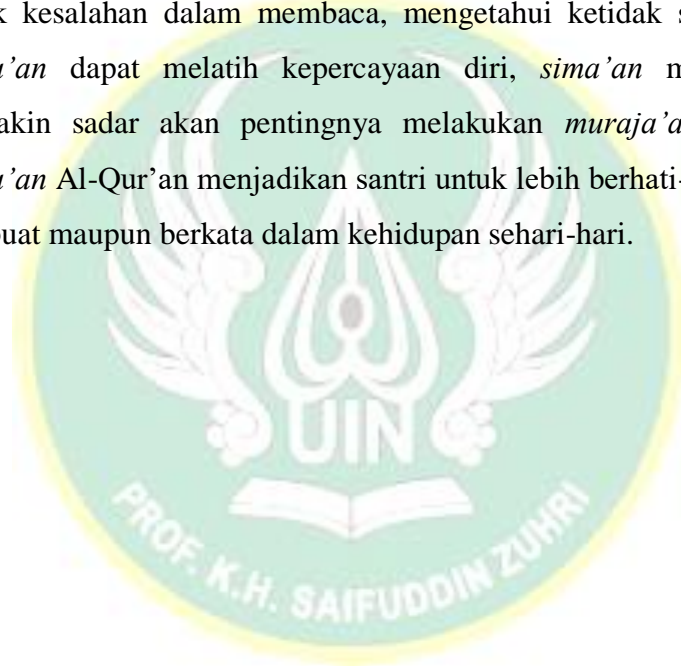 k kesalahan dalam membaca, mengetahui ketidak s
a’an dapat melatih kepercayaan diri, sima’an m
akin sadar akan pentingnya melakukan muraja’a
a’an Al-Qur’an menjadikan santri untuk lebih berhati-
buat maupun berkata dalam kehidupan sehari-hari.
UIN
PROF. K.H. SAIFUDDIN ZUHRI